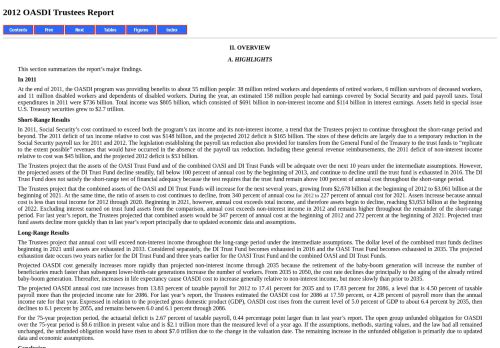 2012 OASDI Trustees Report
Contents Prev Next Tables Figures Index
II. OVERVIEW
A. HIGHLIGHTS
This section summarizes the report's major findings.
In 2011
At the end of 2011, the OASDI program was providing benefits to about 55 million people: 38 million retired workers and dependents of retired workers, 6 million survivors of deceased workers,
and 11 million disabled workers and dependents of disabled workers. During the year, an estimated 158 million people had earnings covered by Social Security and paid payroll taxes. Total
expenditures in 2011 were $736 billion. Total income was $805 billion, which consisted of $691 billion in non-interest income and $114 billion in interest earnings. Assets held in special issue
U.S. Treasury securities grew to $2.7 trillion.
Short-Range Results
In 2011, Social Security's cost continued to exceed both the program's tax income and its non-interest income, a trend that the Trustees project to continue throughout the short-range period and
beyond. The 2011 deficit of tax income relative to cost was $148 billion, and the projected 2012 deficit is $165 billion. The sizes of these deficits are largely due to a temporary reduction in the
Social Security payroll tax for 2011 and 2012. The legislation establishing the payroll tax reduction also provided for transfers from the General Fund of the Treasury to the trust funds to "replicate
to the extent possible" revenues that would have occurred in the absence of the payroll tax reduction. Including these general revenue reimbursements, the 2011 deficit of non-interest income
relative to cost was $45 billion, and the projected 2012 deficit is $53 billion.
The Trustees project that the assets of the OASI Trust Fund and of the combined OASI and DI Trust Funds will be adequate over the next 10 years under the intermediate assumptions. However,
the projected assets of the DI Trust Fund decline steadily, fall below 100 percent of annual cost by the beginning of 2013, and continue to decline until the trust fund is exhausted in 2016. The DI
Trust Fund does not satisfy the short-range test of financial adequacy because the test requires that the trust fund remain above 100 percent of annual cost throughout the short-range period.
The Trustees project that the combined assets of the OASI and DI Trust Funds will increase for the next several years, growing from $2,678 billion at the beginning of 2012 to $3,061 billion at the
beginning of 2021. At the same time, the ratio of assets to cost continues to decline, from 340 percent of annual cost for 2012 to 227 percent of annual cost for 2021. Assets increase because annual
cost is less than total income for 2012 through 2020. Beginning in 2021, however, annual cost exceeds total income, and therefore assets begin to decline, reaching $3,053 billion at the beginning
of 2022. Excluding interest earned on trust fund assets from the comparison, annual cost exceeds non-interest income in 2012 and remains higher throughout the remainder of the short-range
period. For last year's report, the Trustees projected that combined assets would be 347 percent of annual cost at the beginning of 2012 and 272 percent at the beginning of 2021. Projected trust
fund assets decline more quickly than in last year's report principally due to updated economic data and assumptions.
Long-Range Results
The Trustees project that annual cost will exceed non-interest income throughout the long-range period under the intermediate assumptions. The dollar level of the combined trust funds declines
beginning in 2021 until assets are exhausted in 2033. Considered separately, the DI Trust Fund becomes exhausted in 2016 and the OASI Trust Fund becomes exhausted in 2035. The projected
exhaustion date occurs two years earlier for the DI Trust Fund and three years earlier for the OASI Trust Fund and the combined OASI and DI Trust Funds.
Projected OASDI cost generally increases more rapidly than projected non-interest income through 2035 because the retirement of the baby-boom generation will increase the number of
beneficiaries much faster than subsequent lower-birth-rate generations increase the number of workers. From 2035 to 2050, the cost rate declines due principally to the aging of the already retired
baby-boom generation. Thereafter, increases in life expectancy cause OASDI cost to increase generally relative to non-interest income, but more slowly than prior to 2035.
The projected OASDI annual cost rate increases from 13.83 percent of taxable payroll for 2012 to 17.41 percent for 2035 and to 17.83 percent for 2086, a level that is 4.50 percent of taxable
payroll more than the projected income rate for 2086. For last year's report, the Trustees estimated the OASDI cost for 2086 at 17.59 percent, or 4.28 percent of payroll more than the annual
income rate for that year. Expressed in relation to the projected gross domestic product (GDP), OASDI cost rises from the current level of 5.0 percent of GDP to about 6.4 percent by 2035, then
declines to 6.1 percent by 2055, and remains between 6.0 and 6.1 percent through 2086.
For the 75-year projection period, the actuarial deficit is 2.67 percent of taxable payroll, 0.44 percentage point larger than in last year's report. The open group unfunded obligation for OASDI
over the 75-year period is $8.6 trillion in present value and is $2.1 trillion more than the measured level of a year ago. If the assumptions, methods, starting values, and the law had all remained
unchanged, the unfunded obligation would have risen to about $7.0 trillion due to the change in the valuation date. The remaining increase in the unfunded obligation is primarily due to updated
data and economic assumptions.